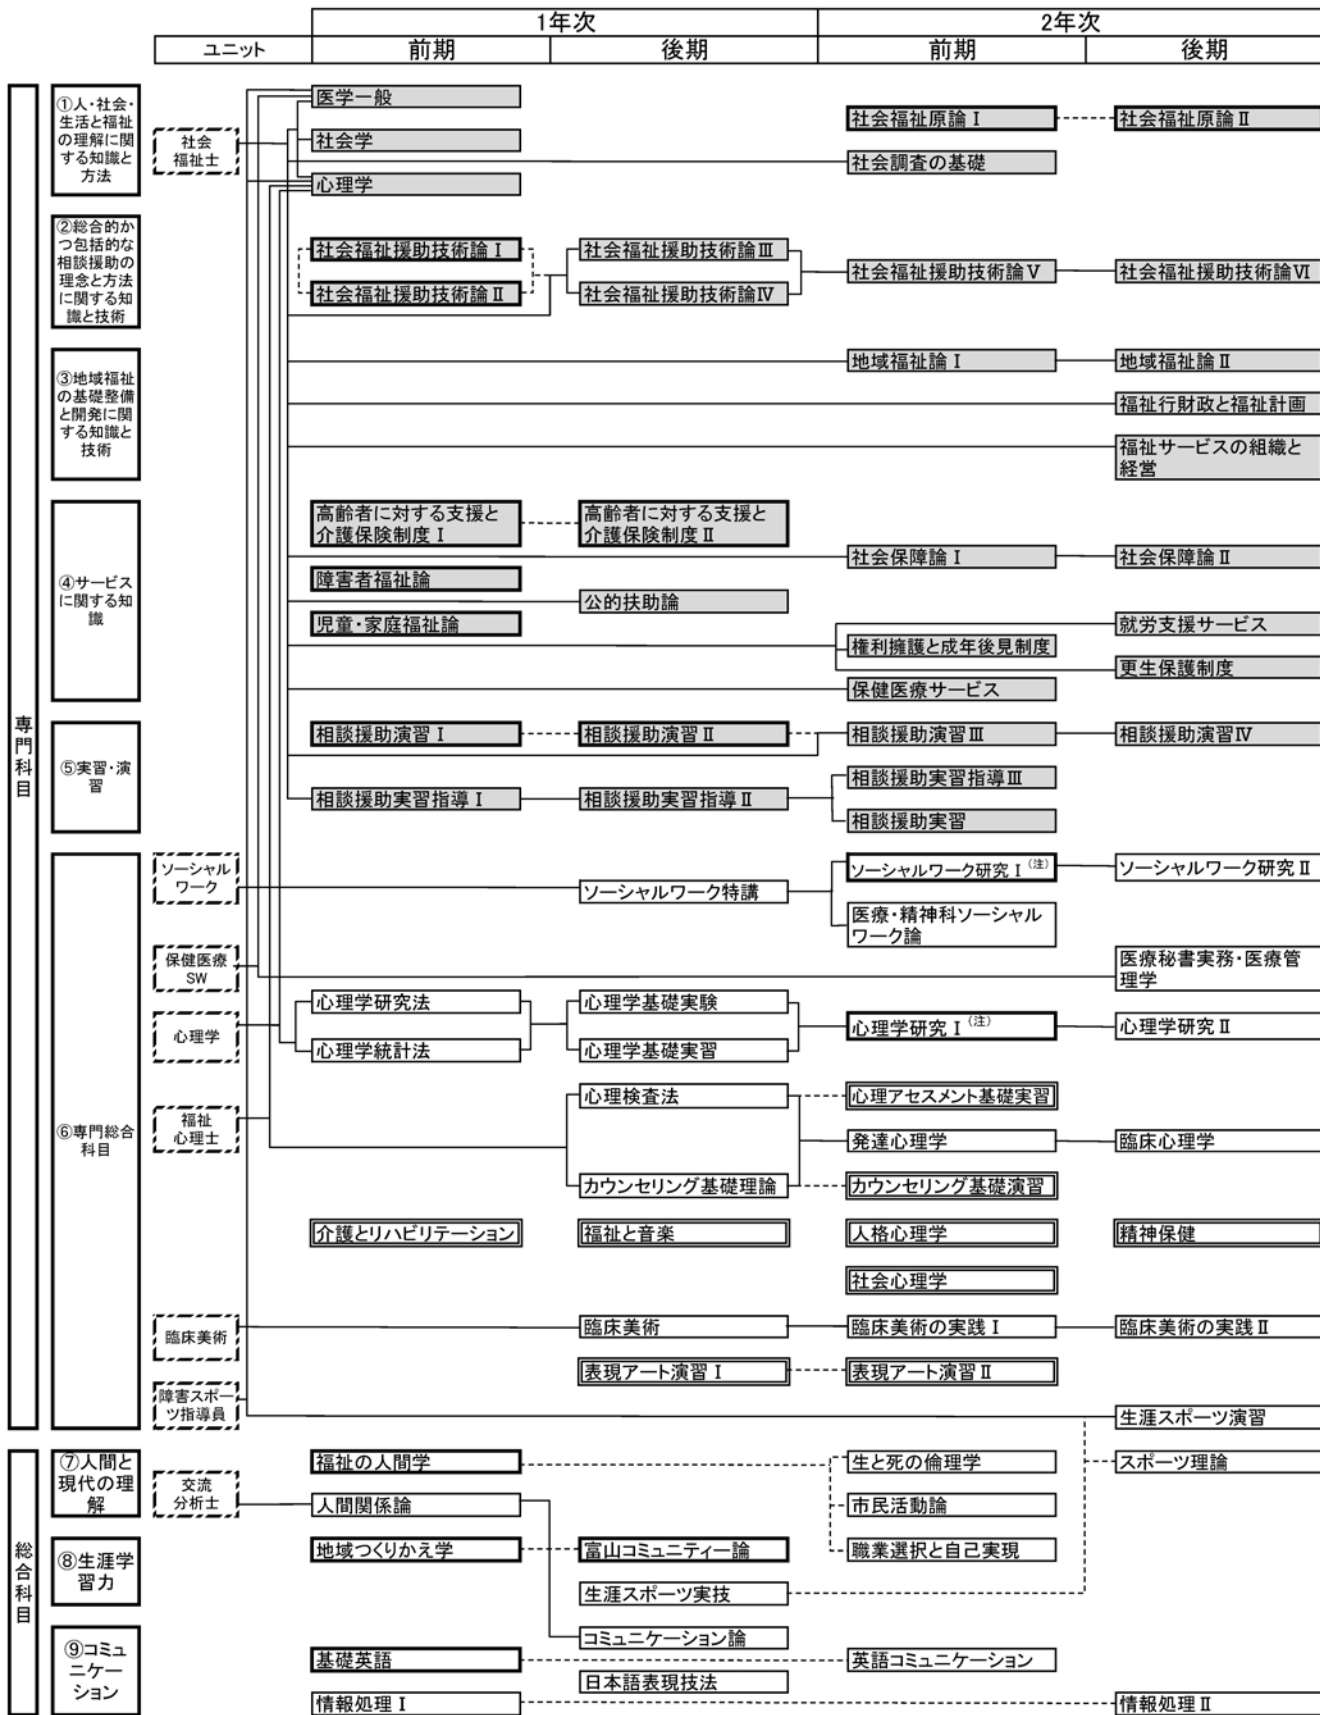 1年次
2年次
ユニット
前期
後期
前期
後期
専門科目
①人・社会・
生活と福祉
の理解に関
する知識と
方法
社会
福祉士
医学一般
社会福祉原論Ⅰ
社会福祉原論Ⅱ
社会学
社会調査の基礎
心理学
②総合的か
つ包括的な
相談援助の
理念と方法
に関する知
識と技術
社会福祉援助技術論Ⅰ
社会福祉援助技術論Ⅲ
社会福祉援助技術論Ⅴ
社会福祉援助技術論Ⅵ
社会福祉援助技術論Ⅱ
社会福祉援助技術論Ⅳ
③地域福祉
の基礎整備
と開発に関
する知識と
技術
地域福祉論Ⅰ
地域福祉論Ⅱ
福祉行財政と福祉計画
福祉サービスの組織と
経営
④サービス
に関する知
識
高齢者に対する支援と
介護保険制度Ⅰ
高齢者に対する支援と
介護保険制度Ⅱ
社会保障論Ⅰ
社会保障論Ⅱ
障害者福祉論
公的扶助論
児童・家庭福祉論
就労支援サービス
権利擁護と成年後見制度
更生保護制度
保健医療サービス
⑤実習・演
習
相談援助演習Ⅰ
相談援助演習Ⅱ
相談援助演習Ⅲ
相談援助演習Ⅳ
相談援助実習指導Ⅰ
相談援助実習指導Ⅱ
相談援助実習指導Ⅲ
相談援助実習
⑥専門総合
科目
ソーシャル
ワーク
ソーシャルワーク特講
ソーシャルワーク研究Ⅰ(注)
ソーシャルワーク研究Ⅱ
医療・精神科ソーシャル
ワーク論
保健医療
SW
医療秘書実務・医療管
理学
心理学
心理学研究法
心理学基礎実験
心理学研究Ⅰ(注)
心理学研究Ⅱ
心理学統計法
心理学基礎実習
福祉
心理士
心理検査法
心理アセスメント基礎実習
発達心理学
臨床心理学
カウンセリング基礎理論
カウンセリング基礎演習
介護とリハビリテーション
福祉と音楽
人格心理学
精神保健
社会心理学
臨床美術
臨床美術
臨床美術の実践Ⅰ
臨床美術の実践Ⅱ
表現アート演習Ⅰ
表現アート演習Ⅱ
障害スポー
ツ指導員
生涯スポーツ演習
総合科目
⑦人間と
現代の理
解
交流
分析士
福祉の人間学
生と死の倫理学
スポーツ理論
人間関係論
市民活動論
⑧生涯学
習力
地域つくりかえ学
富山コミュニティー論
職業選択と自己実現
生涯スポーツ実技
⑨コミュ
ニケー
ション
コミュニケーション論
基礎英語
英語コミュニケーション
日本語表現技法
情報処理Ⅰ
情報処理Ⅱ